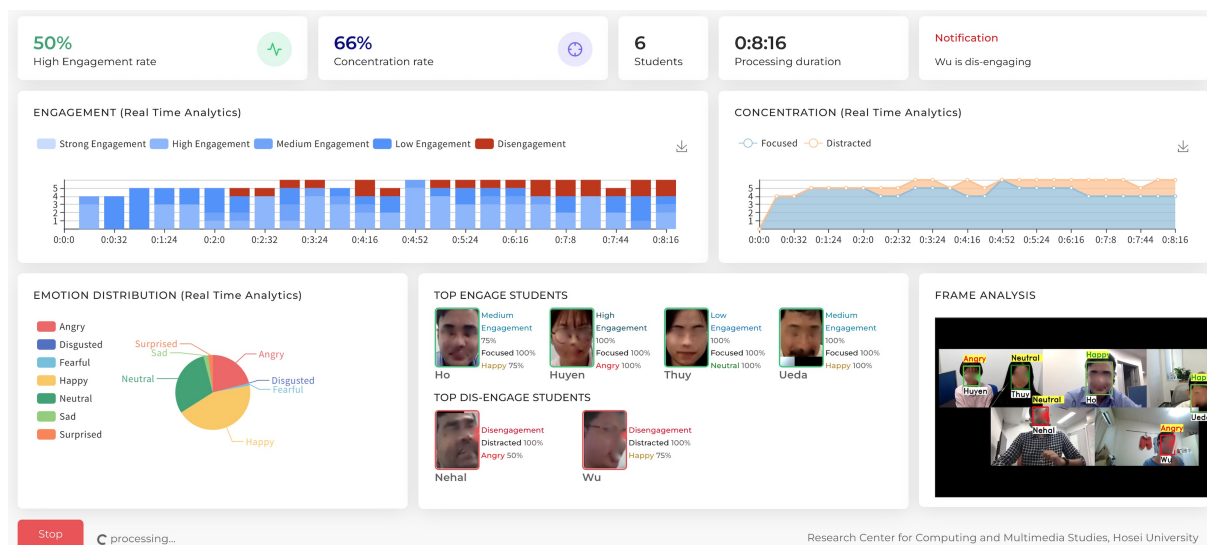 50%
High Engagement rate
66%
Concentration rate
6
Students
0:8:16
Processing duration
Notification
Wu is dis-engaging
ENGAGEMENT (Real Time Analytics)
Strong Engagement High Engagement Medium Engagement Low Engagement Disengagement
5
4
3
2
1
0:0:0 0:0:32 0:1:24 0:2:0 0:2:32 0:3:24 0:4:16 0:4:52 0:5:24 0:6:16 0:7:8 0:7:44 0:8:16
CONCENTRATION (Real Time Analytics)
Focused Distracted
5
4
3
2
1
0:0:0 0:0:32 0:1:24 0:2:0 0:2:32 0:3:24 0:4:16 0:4:52 0:5:24 0:6:16 0:7:8 0:7:44 0:8:16
EMOTION DISTRIBUTION (Real Time Analytics)
Angry
Disgusted
Fearful
Happy
Neutral
Sad
Surprised
Surprised
Sad
Angry
Neutral
Disgusted
Fearful
Happy
TOP ENGAGE STUDENTS
Medium
Engagement
75%
Focused 100%
Happy 75%
Ho
High
Engagement
100%
Focused 100%
Angry 100%
Huyen
Low
Engagement
100%
Focused 100%
Neutral 100%
Thuy
Medium
Engagement
100%
Focused 100%
Happy 100%
Ueda
TOP DIS-ENGAGE STUDENTS
Disengagement
Distracted 100%
Angry 50%
Nehal
Disengagement
Distracted 100%
Happy 75%
Wu
FRAME ANALYSIS
Angry
Huyen
Neutral
Thuy
Happy
Ho
Neutral
Nehal
Angry
Wu
Stop
processing...
Research Center for Computing and Multimedia Studies, Hosei University